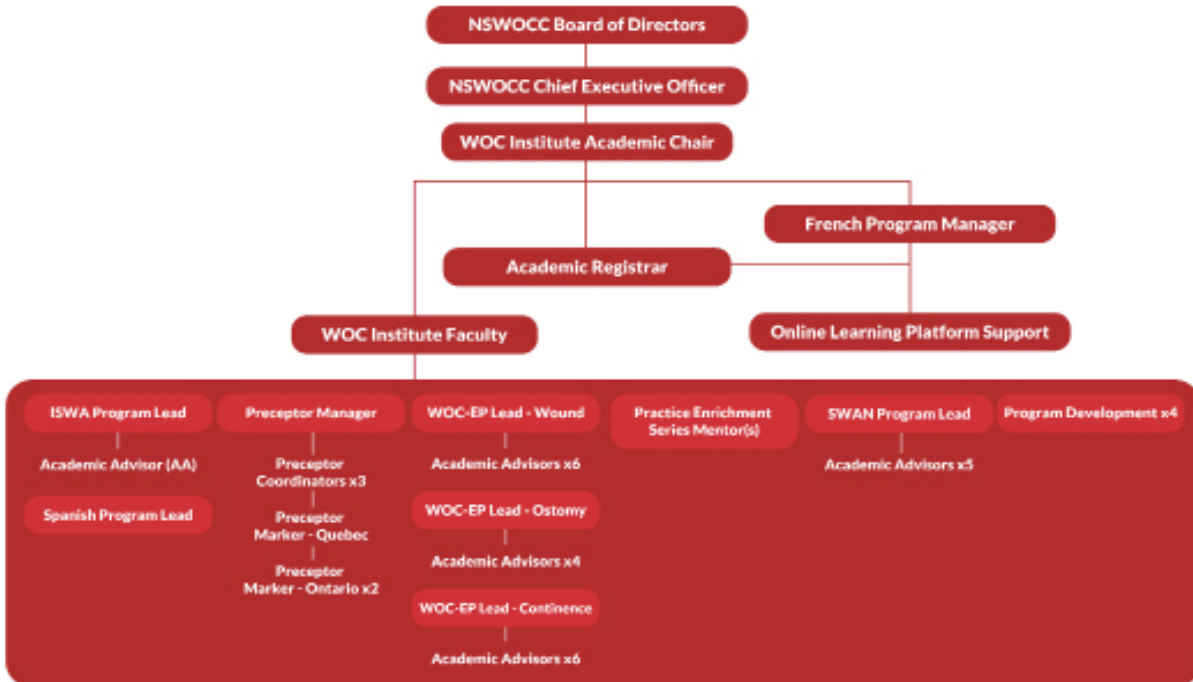 NSWOCC Board of Directors
NSWOCC Chief Executive Officer
WOC Institute Academic Chair
French Program Manager
Academic Registrar
WOC Institute Faculty
Online Learning Platform Support
ISWA Program Lead
Academic Advisor (AA)
Spanish Program Lead
Preceptor Manager
Preceptor
Coordinators x3
Preceptor
Marker - Quebec
Preceptor
Marker - Ontario x2
WOC-EP Lead - Wound
Academic Advisors x6
WOC-EP Lead - Ostomy
Academic Advisors x4
WOC-EP Lead - Continence
Academic Advisors x6
Practice Enrichment
Series Mentor(s)
SWAN Program Lead
Academic Advisors x5
Program Development x4